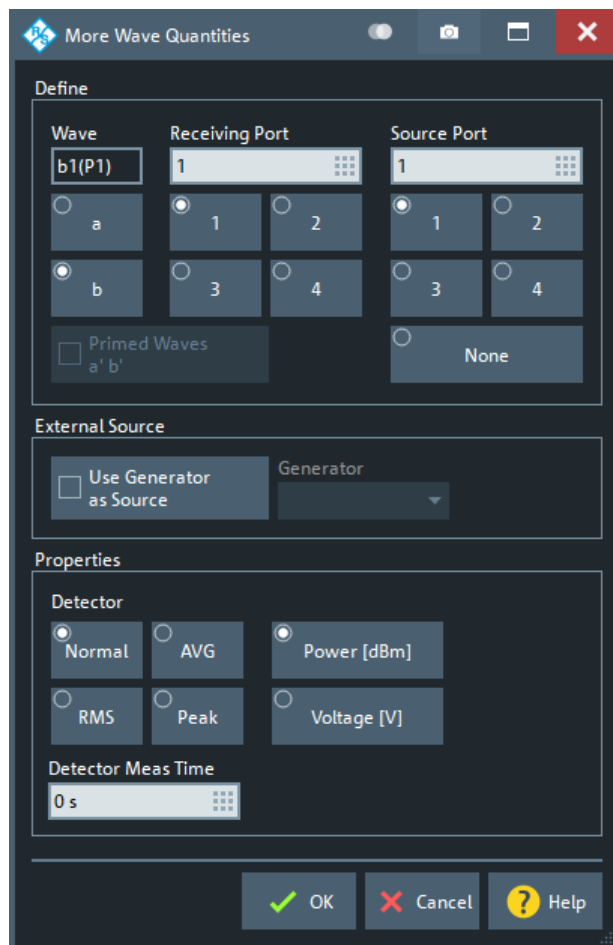 R&S More Wave Quantities
Define
Wave Receiving Port Source Port
b1(P1) 1 1
a 1 2 1 2
b 3 4 3 4
Primed Waves
a' b'
None
External Source
Use Generator
as Source
Generator
Properties
Detector
Normal AVG Power [dBm]
RMS Peak Voltage [V]
Detector Meas Time
0 s
OK Cancel ? Help